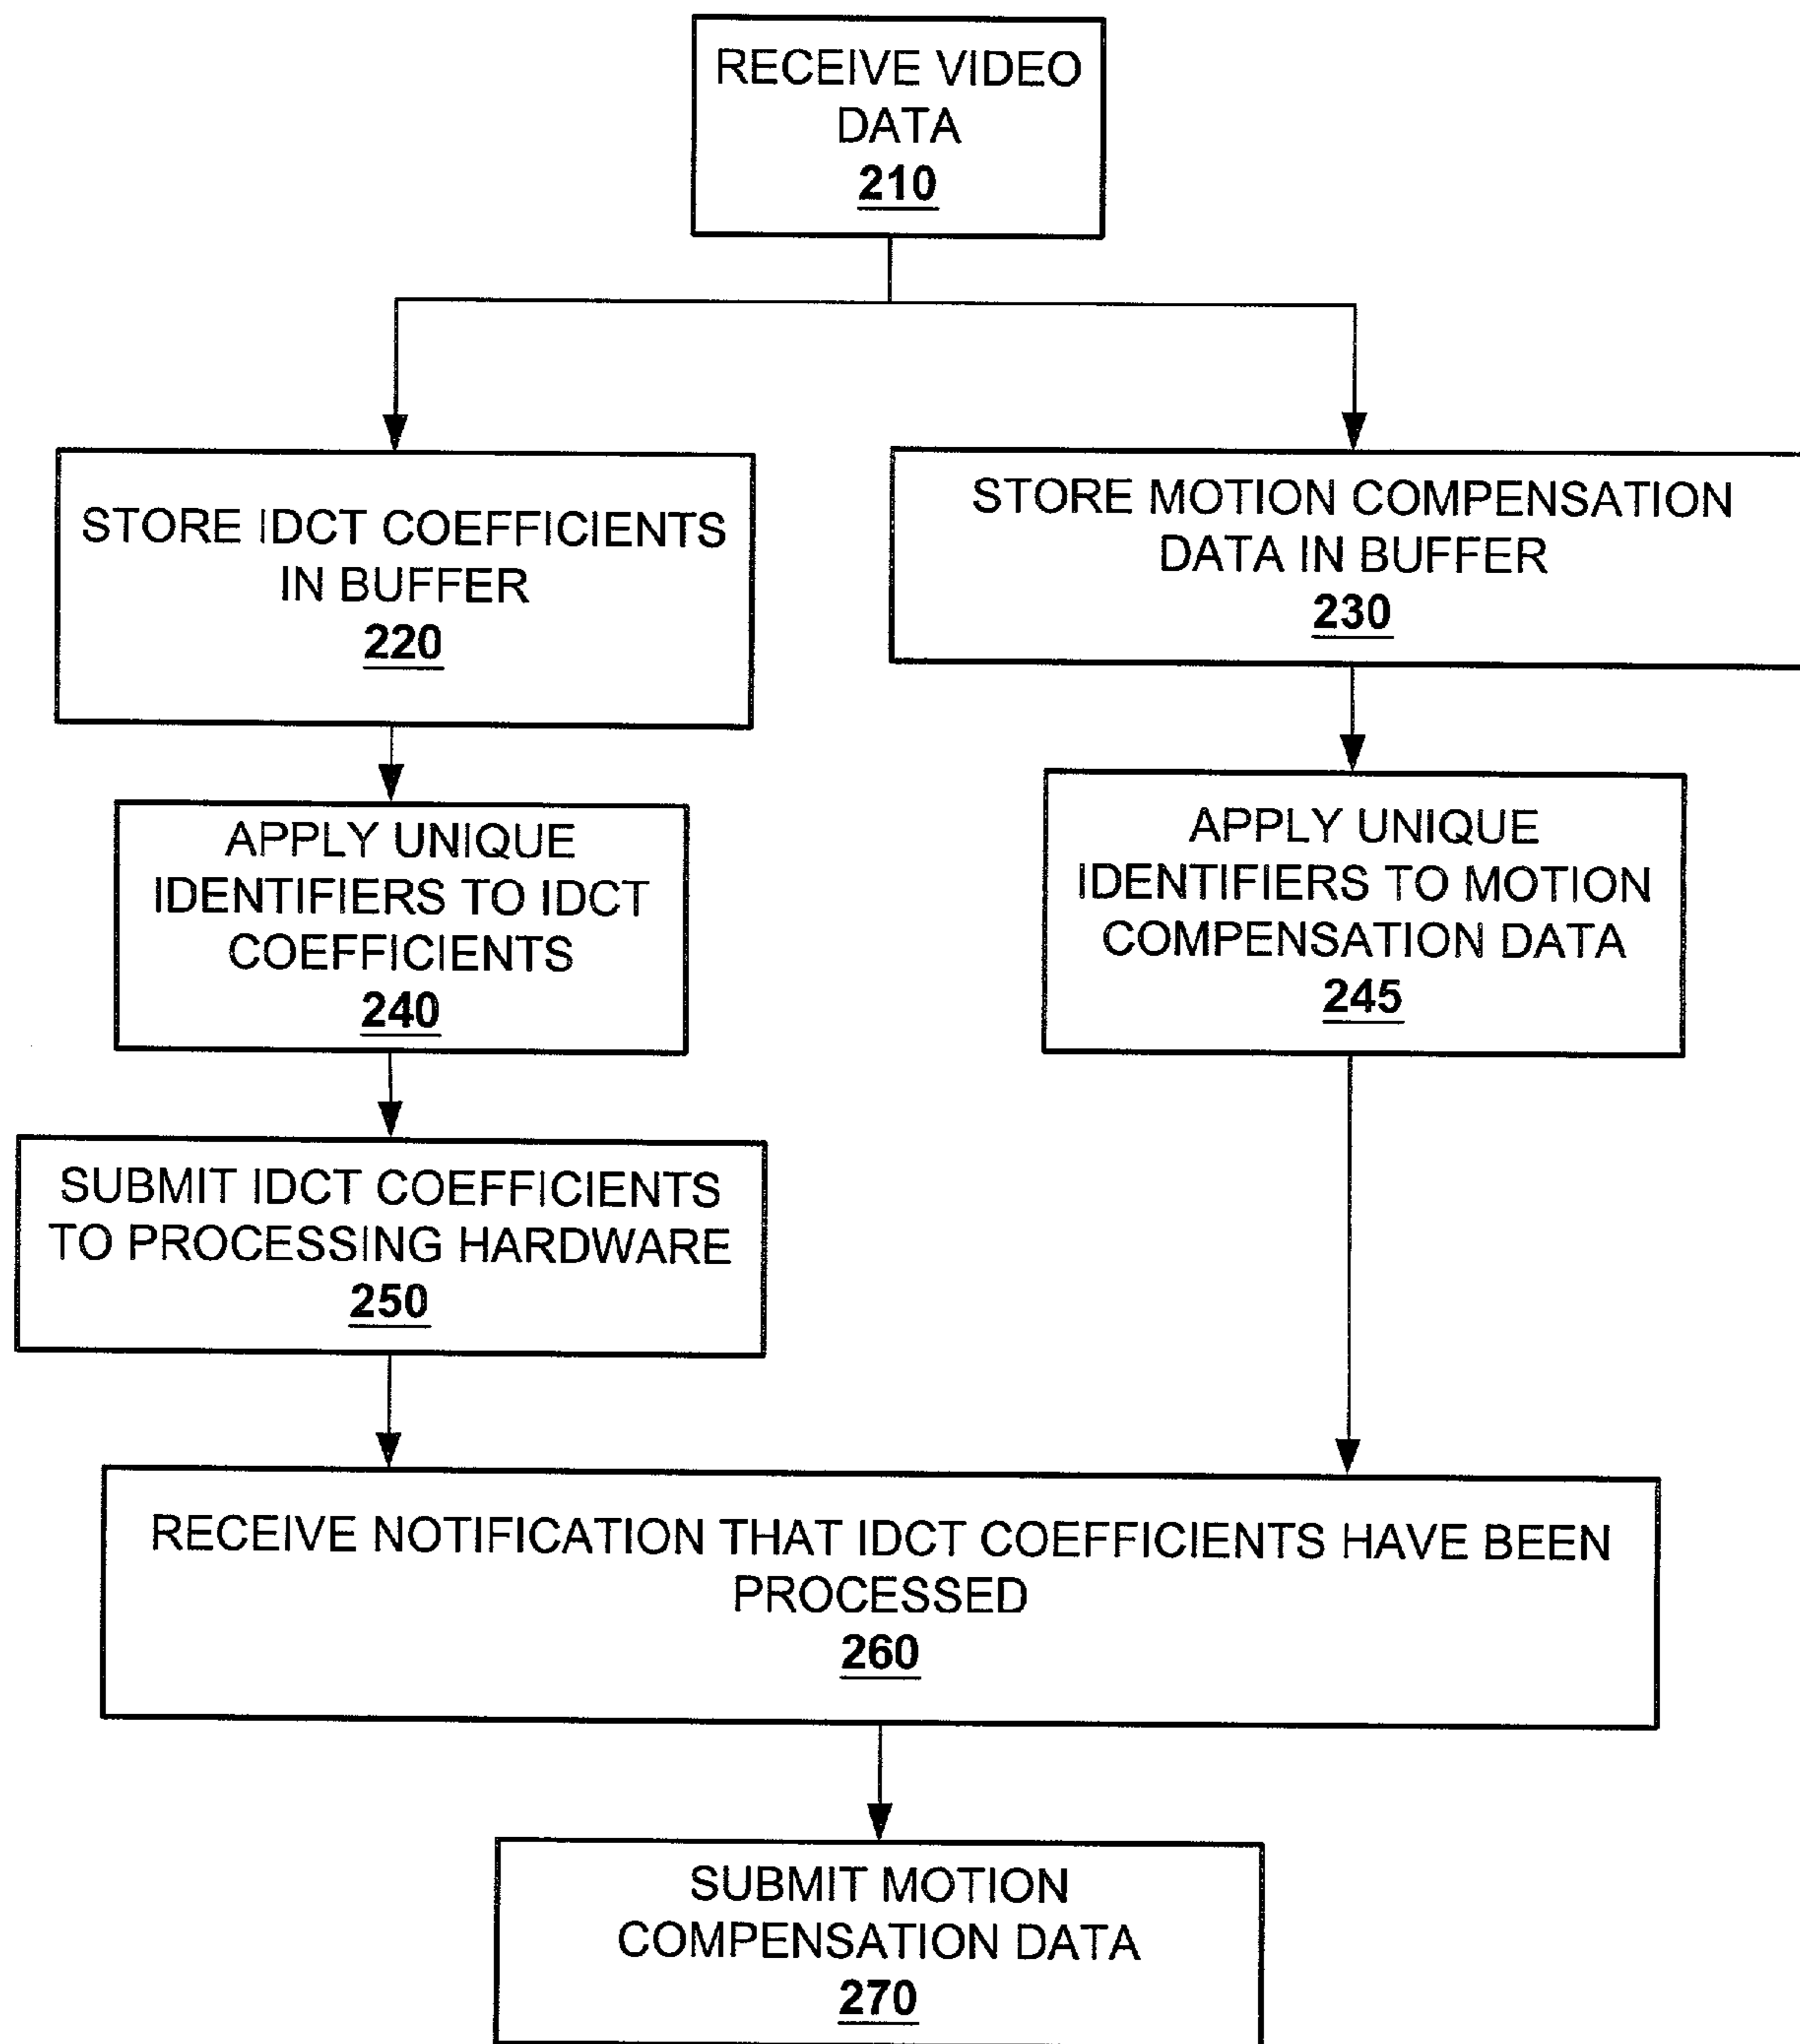 RECEIVE VIDEO
DATA
210
STORE IDCT COEFFICIENTS
IN BUFFER
220
STORE MOTION COMPENSATION
DATA IN BUFFER
230
APPLY UNIQUE
IDENTIFIERS TO IDCT
COEFFICIENTS
240
APPLY UNIQUE
IDENTIFIERS TO MOTION
COMPENSATION DATA
245
SUBMIT IDCT COEFFICIENTS
TO PROCESSING HARDWARE
250
RECEIVE NOTIFICATION THAT IDCT COEFFICIENTS HAVE BEEN
PROCESSED
260
SUBMIT MOTION
COMPENSATION DATA
270